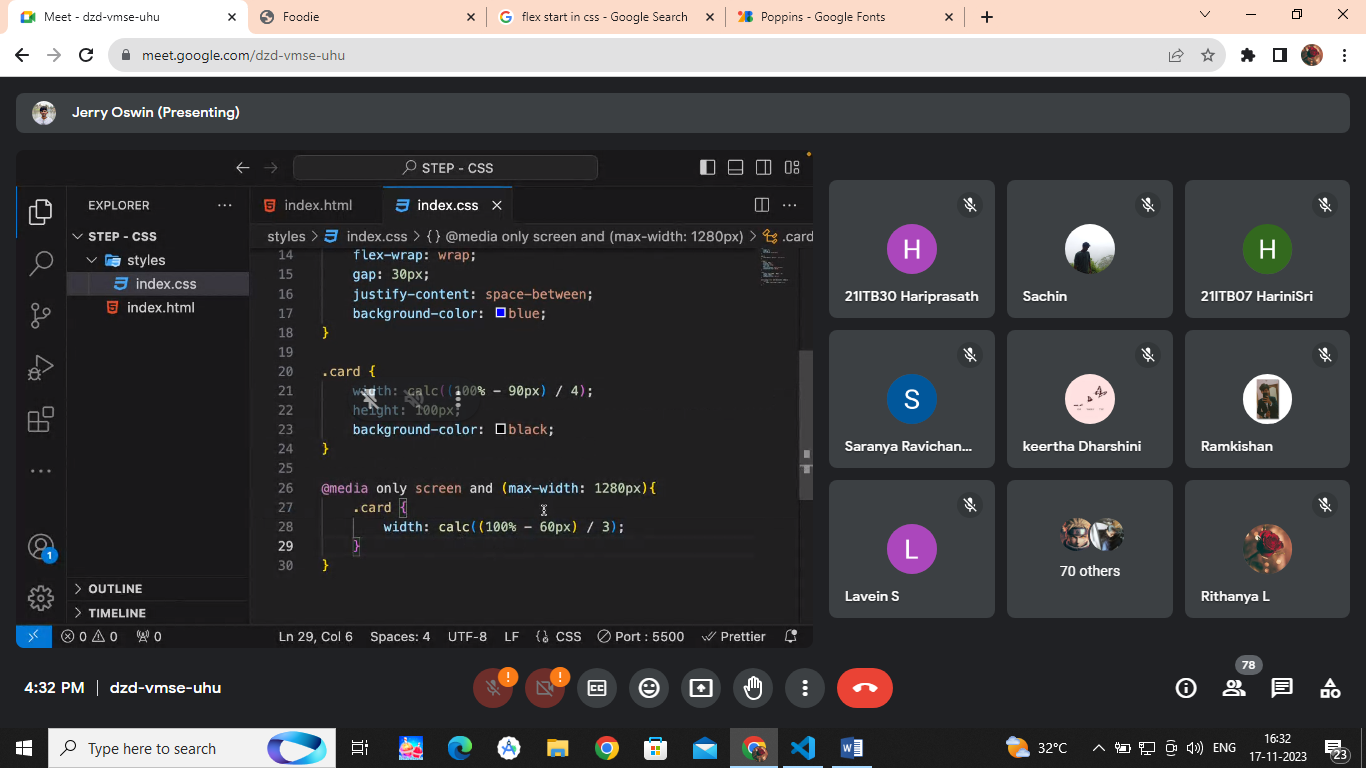 Meet - dzd-vmse-uhu
Foodie
flex start in css - Google Search
Poppins - Google Fonts
meet.google.com/dzd-vmse-uhu
Jerry Oswin (Presenting)
STEP - CSS
EXPLORER
index.html
index.css
STEP - CSS
styles > index.css > {} @media only screen and (max-width: 1280px) > .card
styles
index.css
index.html
14 flex-wrap: wrap;
15 gap: 30px;
16 justify-content: space-between;
17 background-color: blue;
18 }
19
20 .card {
21 width: calc((100% - 90px) / 4);
22 height: 100px;
23 background-color: black;
24 }
25
26 @media only screen and (max-width: 1280px){
27 .card {
28 width: calc((100% - 60px) / 3);
29 }
30 }
OUTLINE
TIMELINE
1
0 0 0
Ln 29, Col 6 Spaces: 4 UTF-8 LF CSS Port : 5500 Prettier
H
21ITB30 Hariprasath
Sachin
H
21ITB07 HariniSri
S
Saranya Ravichan...
keertha Dharshini
Ramkishan
L
Lavein S
70 others
Rithanya L
4:32 PM | dzd-vmse-uhu
!
!
78
Type here to search
32°C
ENG
16:32
17-11-2023
23